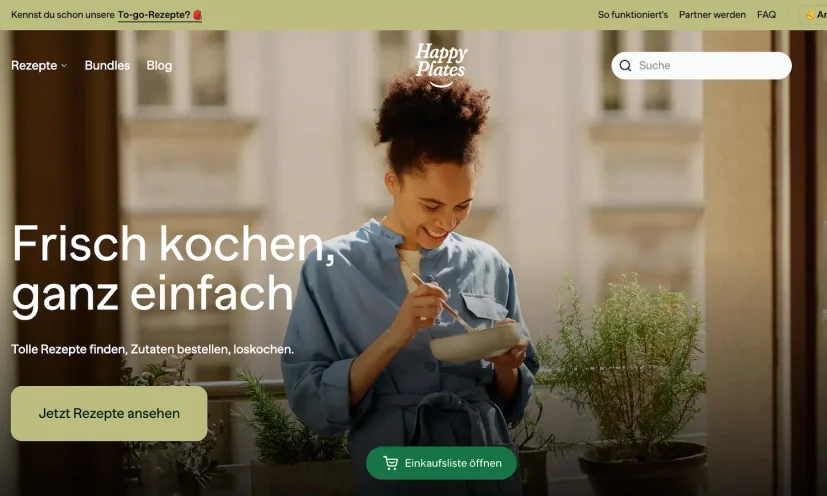 Kennst du schon unsere To-go-Rezepte?
So funktioniert's
Partner werden
FAQ
Rezepte
Bundles
Blog
Happy
Plates
Suche
Frisch kochen,
ganz einfach
Tolle Rezepte finden, Zutaten bestellen, loskochen.
Jetzt Rezepte ansehen
Einkaufsliste öffnen